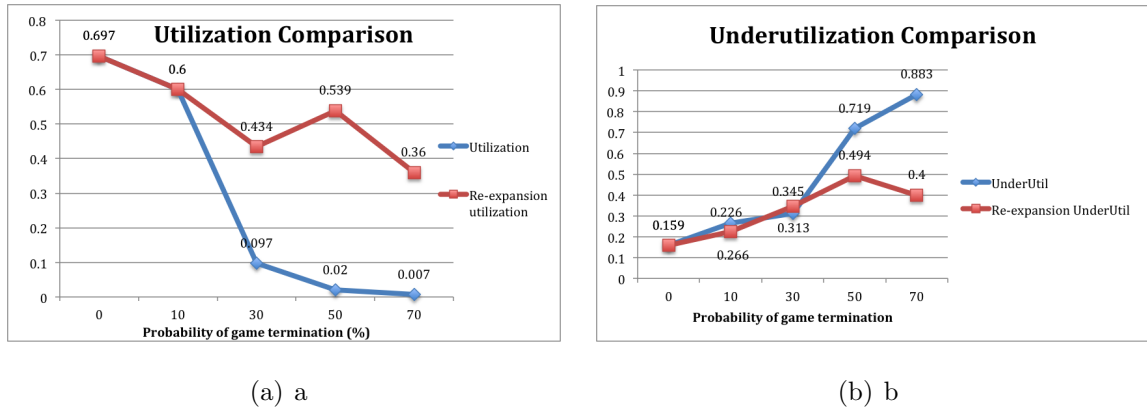 Utilization Comparison
0.8
0.7
0.6
0.5
0.4
0.3
0.2
0.1
0
0.697
0.6
0.434
0.539
0.36
0.097
0.02
0.007
0 10 30 50 70
Probability of game termination (%)
Utilization
Re-expansion
utilization
(a) a
Underutilization Comparison
1
0.9
0.8
0.7
0.6
0.5
0.4
0.3
0.2
0.1
0
0.883
0.719
0.494
0.4
0.345
0.313
0.226
0.266
0.159
0 10 30 50 70
Probability of game termination
UnderUtil
Re-expansion UnderUtil
(b) b